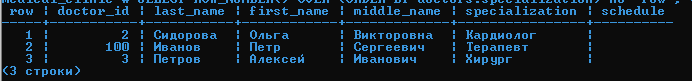 medical_clinic-# SELECT ROW_NUMBER() OVER (ORDER BY doctors.specialization) AS "row",
row | doctor_id | last_name | first_name | middle_name | specialization | schedule
1 | 2 | Сидорова | Ольга | Викторовна | Кардиолог |
2 | 100 | Иванов | Петр | Сергеевич | Терапевт |
3 | 3 | Петров | Алексей | Иванович | Хирург |
(3 строки)